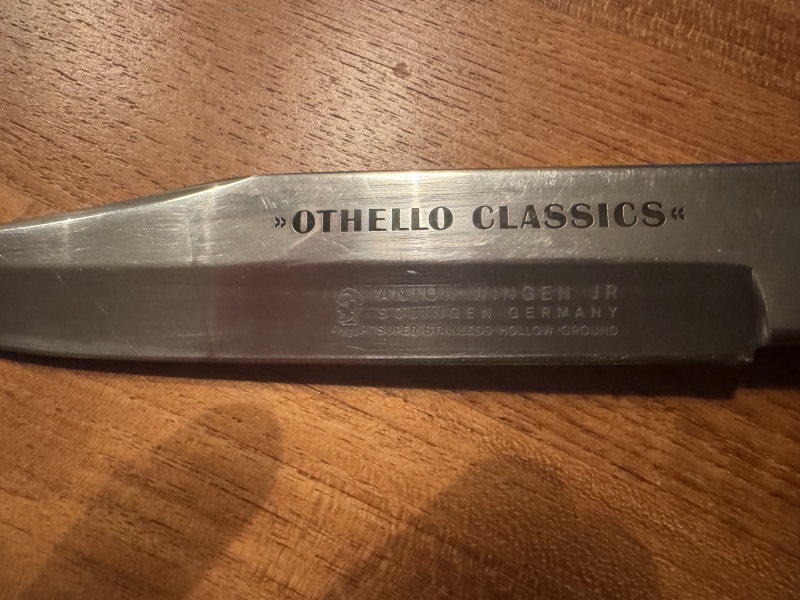 »OTHELLO CLASSICS«
ANTON WINGEN JR
SOLINGEN GERMANY
SUPER STAINLESS HOLLOW GROUND